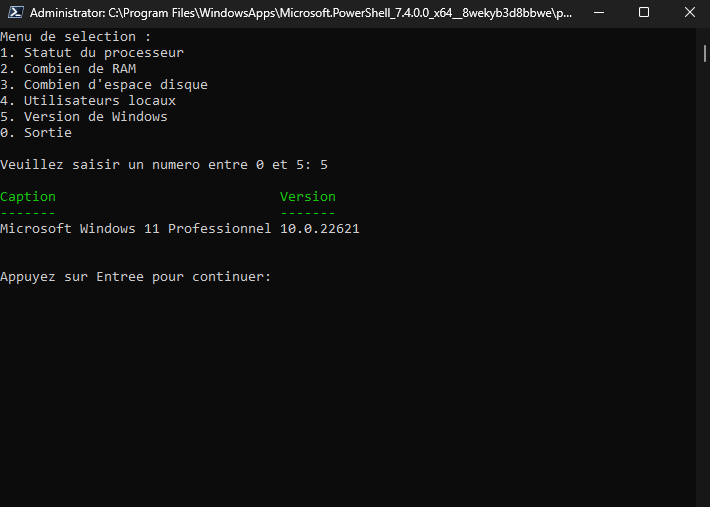 Administrator: C:\Program Files\WindowsApps\Microsoft.PowerShell_7.4.0.0_x64__8wekyb3d8bbwe\p...
Menu de selection :
1. Statut du processeur
2. Combien de RAM
3. Combien d'espace disque
4. Utilisateurs locaux
5. Version de Windows
0. Sortie
Veuillez saisir un numero entre 0 et 5: 5
Caption                            Version
-------                            -------
Microsoft Windows 11 Professionnel 10.0.22621
Appuyez sur Entree pour continuer: